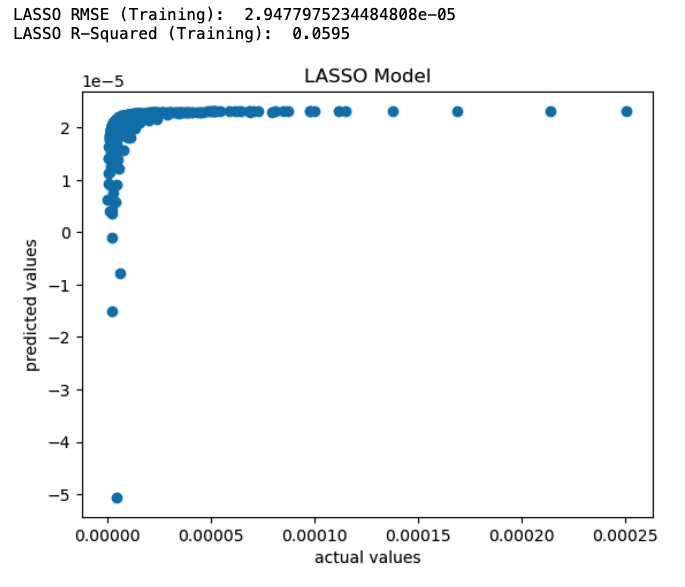 LASSO RMSE (Training):  2.9477975234484808e-05
LASSO R-Squared (Training):  0.0595
LASSO Model
1e−5
2
1
0
−1
−2
−3
−4
−5
predicted values
0.00000 0.00005 0.00010 0.00015 0.00020 0.00025
actual values